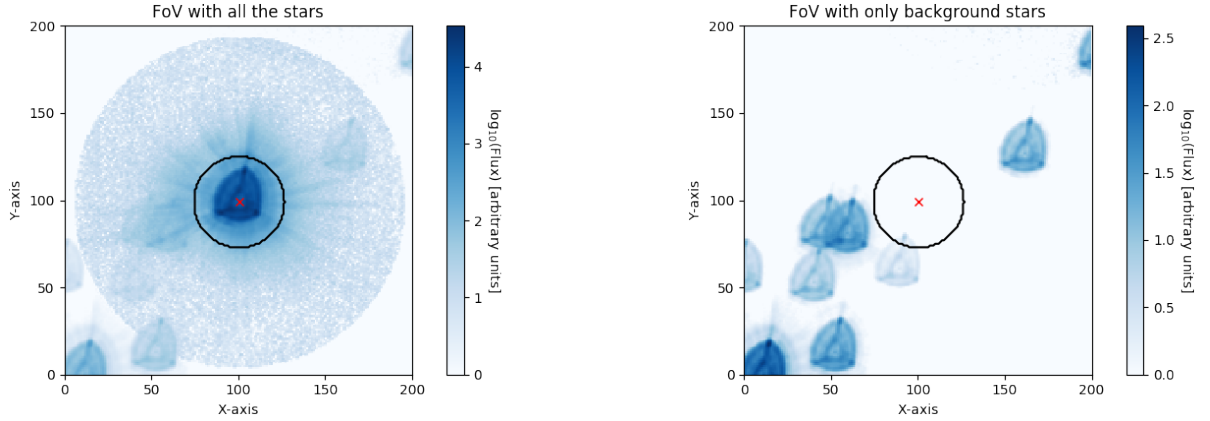 FoV with all the stars
200
150
100
50
0
Y-axis
0 50 100 150 200
X-axis
4
3
2
1
0
log₁₀(Flux) [arbitrary units]
FoV with only background stars
200
150
100
50
0
Y-axis
0 50 100 150 200
X-axis
2.5
2.0
1.5
1.0
0.5
0.0
log₁₀(Flux) [arbitrary units]